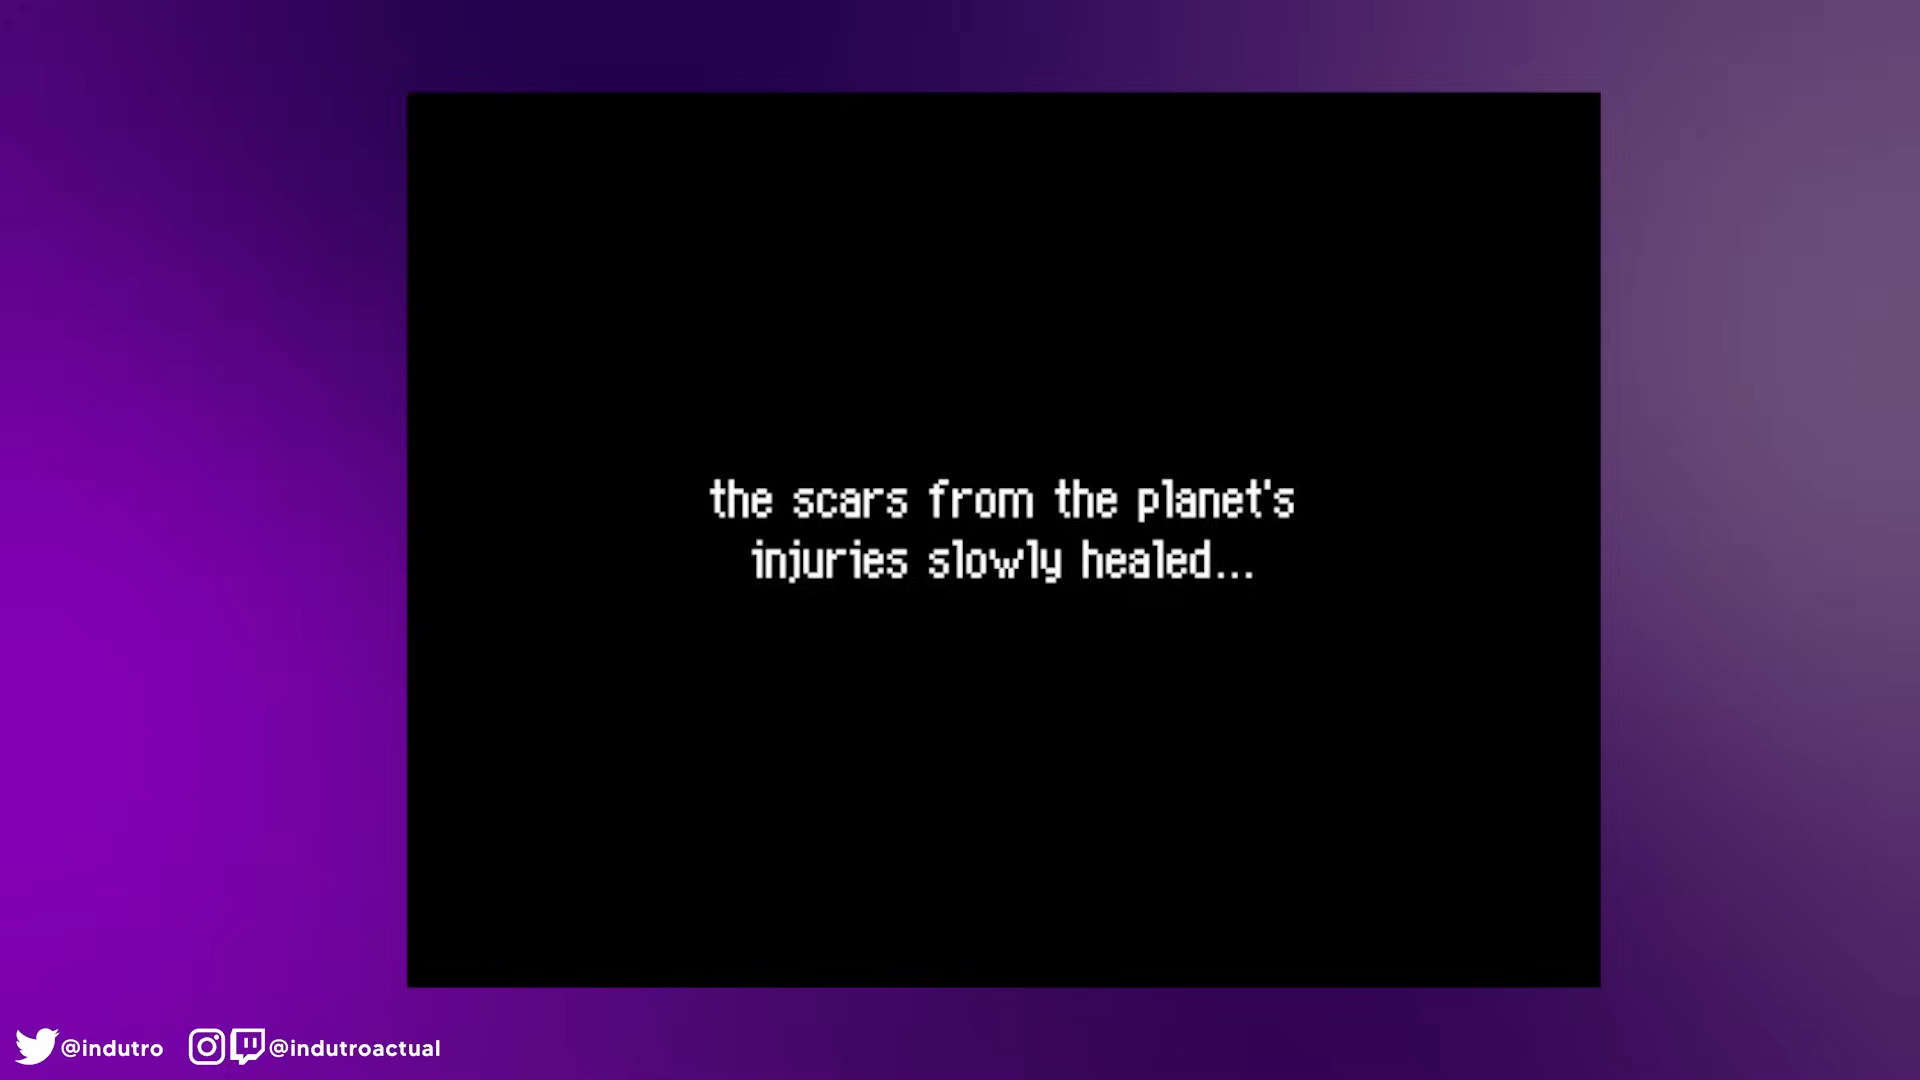 the scars from the planet's
injuries slowly healed...
@indutro @indutroactual